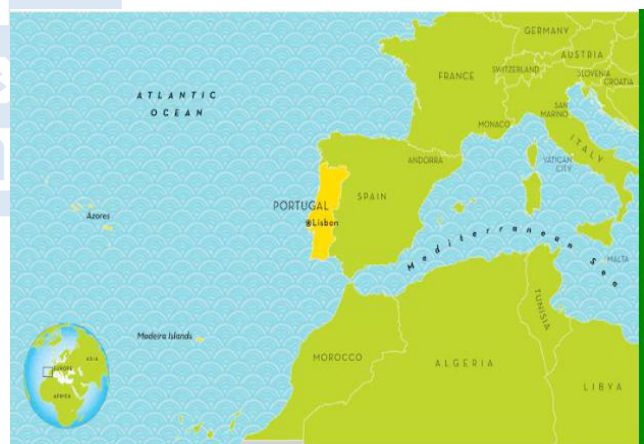 GERMANY
AUSTRIA
FRANCE
SWITZERLAND
SLOVENIA
CROATIA
ATLANTIC
OCEAN
SAN
MARINO
MONACO
ITALY
ANDORRA
VATICAN
CITY
PORTUGAL
SPAIN
Lisbon
Azores
Mediterranean Sea
MALTA
TUNISIA
Madeira Islands
MOROCCO
ALGERIA
LIBYA
EUROPE
ASIA
AFRICA